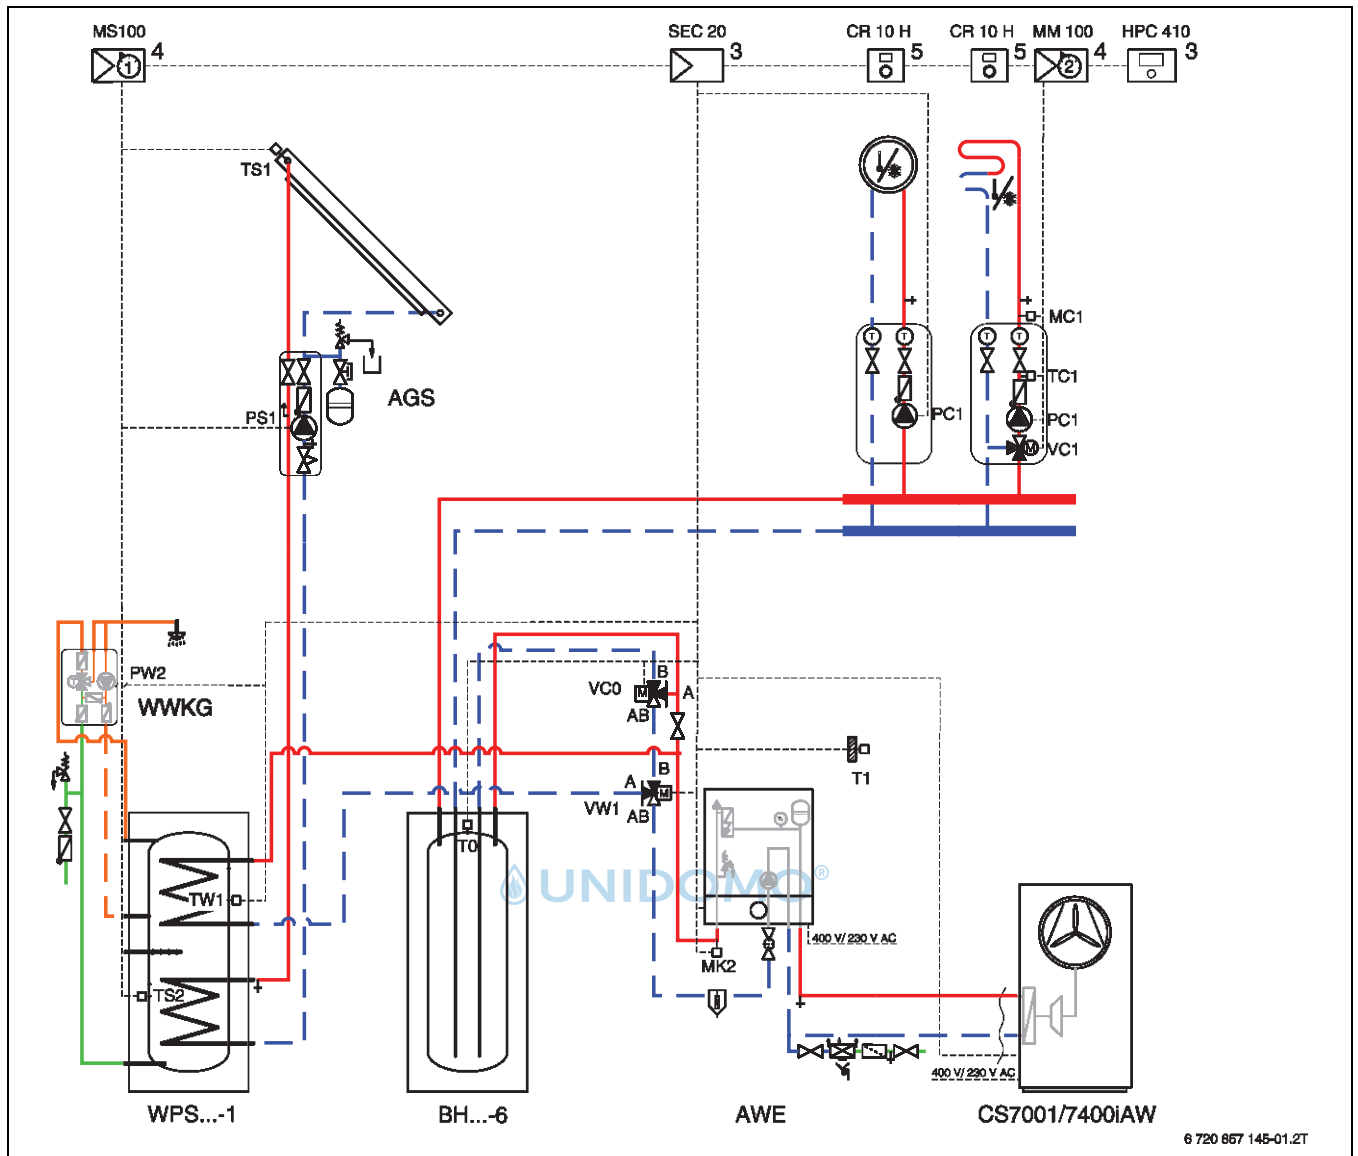 MS100
4
SEC 20
3
CR 10 H
5
CR 10 H
5
MM 100
4
HPC 410
3
1
2
TS1
MC1
T
T
T
T
TC1
AGS
PS1
PC1
PC1
M
VC1
PW2
WWKG
T
B
VC0
M
A
AB
B
A
VW1
M
AB
T1
T0
UNIDOMO®
TW1
400 V/ 230 V AC
MK2
TS2
400 V/ 230 V AC
WPS...-1
BH...-6
AWE
CS7001/7400iAW
6 720 857 145-01.2T